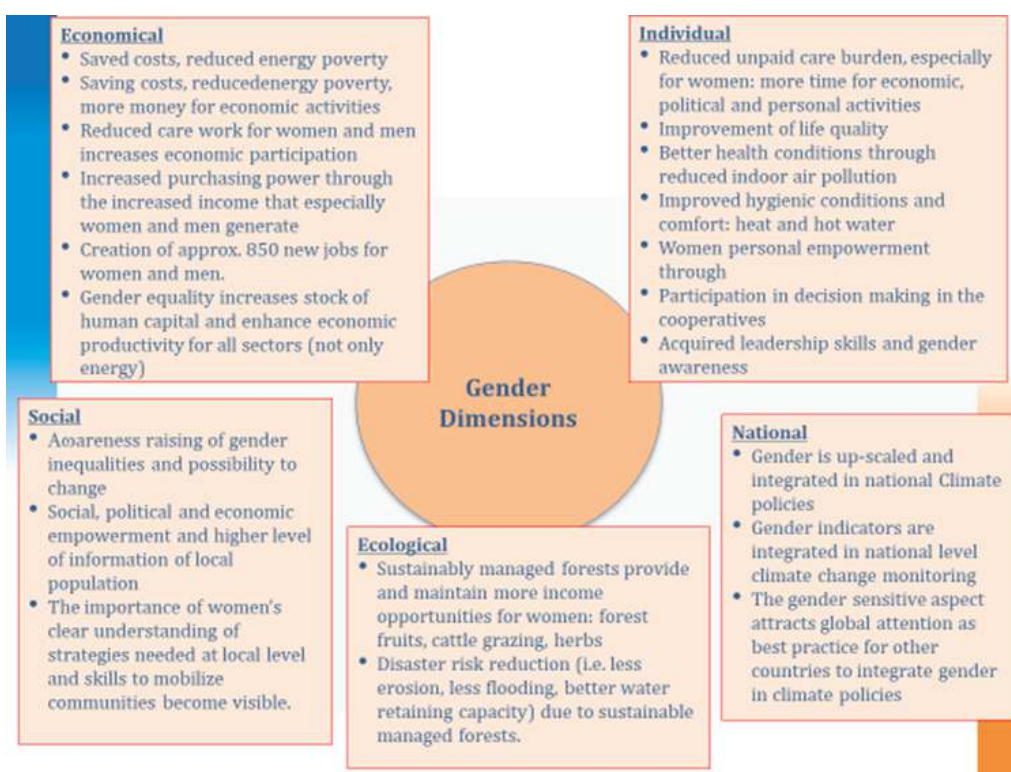 Economical
• Saved costs, reduced energy poverty
• Saving costs, reducedenergy poverty,
more money for economic activities
• Reduced care work for women and men
increases economic participation
• Increased purchasing power through
the increased income that especially
women and men generate
• Creation of approx. 850 new jobs for
women and men.
• Gender equality increases stock of
human capital and enhance economic
productivity for all sectors (not only
energy)
Individual
• Reduced unpaid care burden, especially
for women: more time for economic,
political and personal activities
• Improvement of life quality
• Better health conditions through
reduced indoor air pollution
• Improved hygienic conditions and
comfort: heat and hot water
• Women personal empowerment
through
• Participation in decision making in the
cooperatives
• Acquired leadership skills and gender
awareness
Gender
Dimensions
Social
• Awareness raising of gender
inequalities and possibility to
change
• Social, political and economic
empowerment and higher level
of information of local
population
• The importance of women's
clear understanding of
strategies needed at local level
and skills to mobilize
communities become visible.
Ecological
• Sustainably managed forests provide
and maintain more income
opportunities for women: forest
fruits, cattle grazing, herbs
• Disaster risk reduction (i.e. less
erosion, less flooding, better water
retaining capacity) due to sustainable
managed forests.
National
• Gender is up-scaled and
integrated in national Climate
policies
• Gender indicators are
integrated in national level
climate change monitoring
• The gender sensitive aspect
attracts global attention as
best practice for other
countries to integrate gender
in climate policies